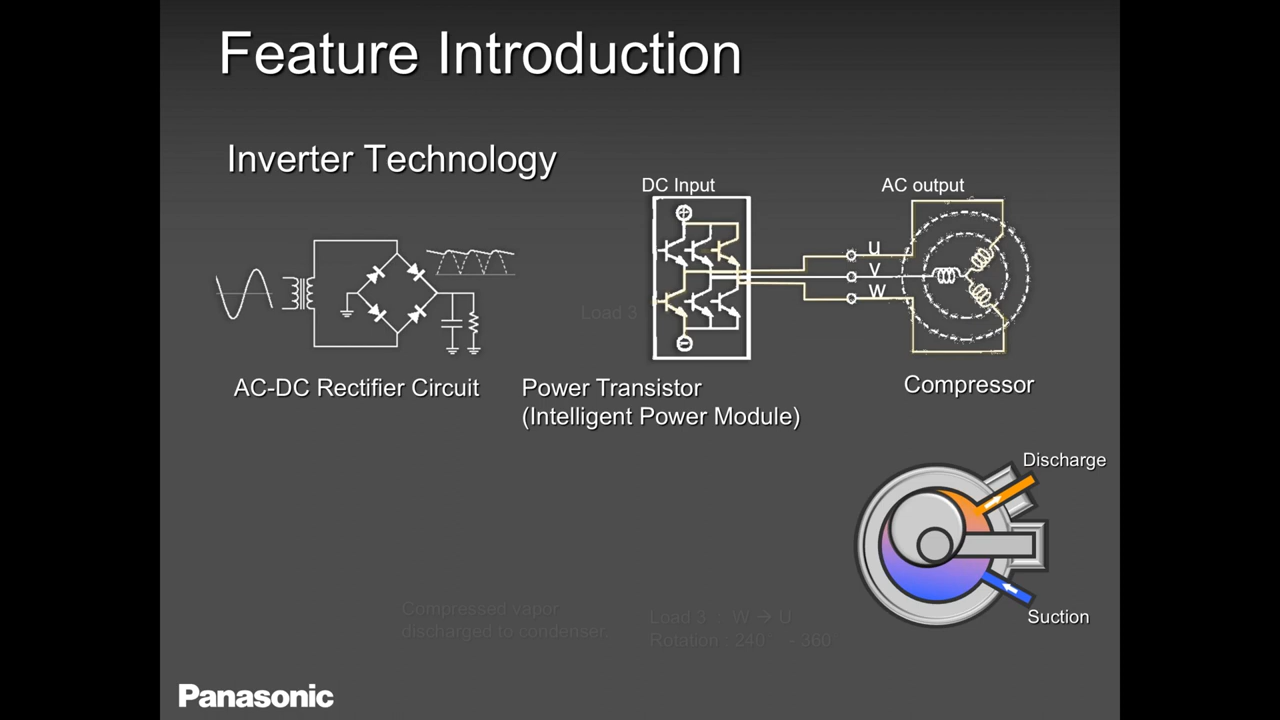 Feature Introduction
Inverter Technology
DC Input
AC output
U
V
W
Load 3
AC-DC Rectifier Circuit
Power Transistor
(Intelligent Power Module)
Compressor
Discharge
Suction
Compressed vapor
discharged to condenser.
Load 3 : W → U
Rotation : 240° - 360
Panasonic